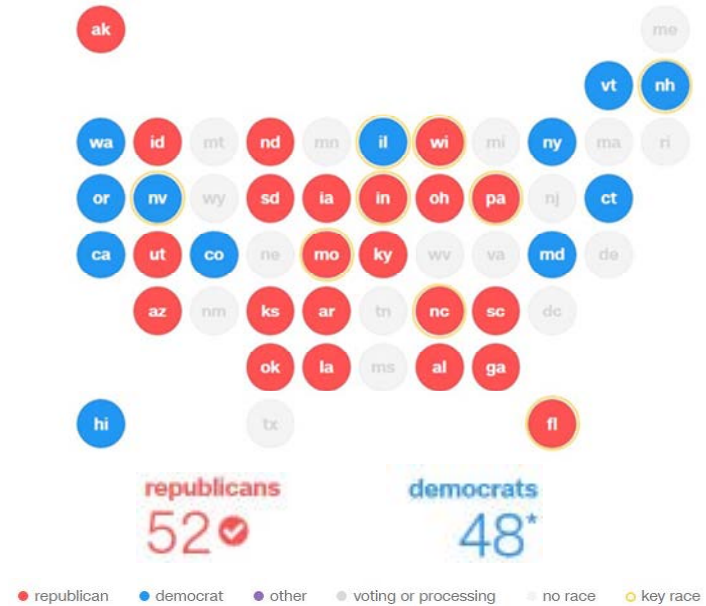 ak me
vt nh
wa id mt nd mn il wi mi ny ma ri
or nv wy sd ia in oh pa nj ct
ca ut co ne mo ky wv va md de
az nm ks ar tn nc sc dc
ok la ms al ga
hi tx fl
republicans democrats
52 48*
republican democrat other voting or processing no race key race